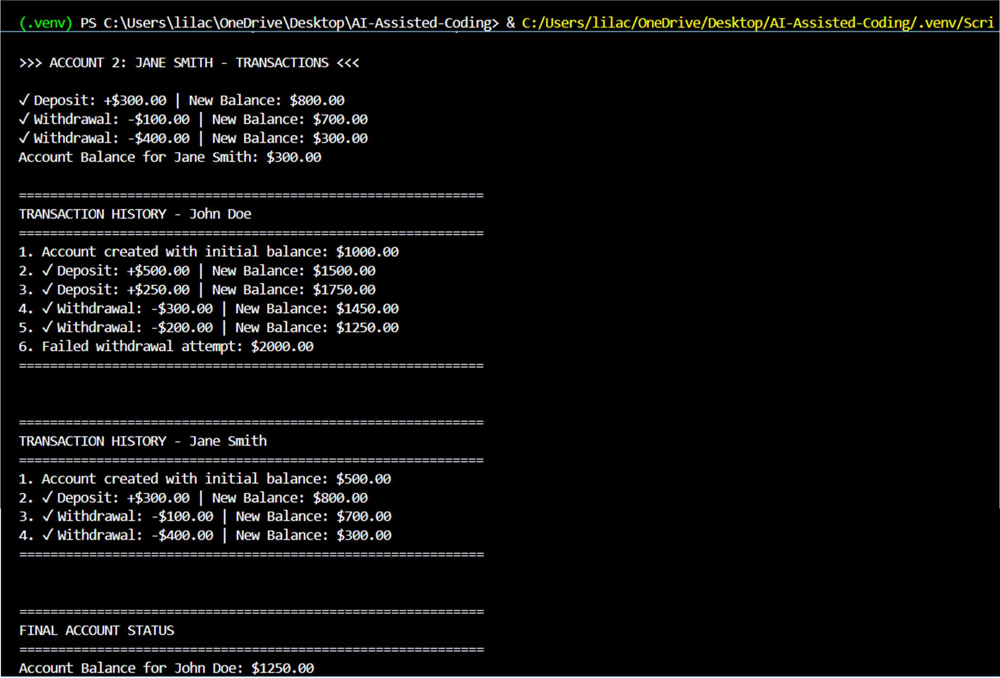 (.venv) PS C:\Users\lilac\OneDrive\Desktop\AI-Assisted-Coding> & C:/Users/lilac/OneDrive/Desktop/AI-Assisted-Coding/.venv/Scri
>>> ACCOUNT 2: JANE SMITH - TRANSACTIONS <<<
✓ Deposit: +$300.00 | New Balance: $800.00
✓ Withdrawal: -$100.00 | New Balance: $700.00
✓ Withdrawal: -$400.00 | New Balance: $300.00
Account Balance for Jane Smith: $300.00
============================================================
TRANSACTION HISTORY - John Doe
============================================================
1. Account created with initial balance: $1000.00
2. ✓ Deposit: +$500.00 | New Balance: $1500.00
3. ✓ Deposit: +$250.00 | New Balance: $1750.00
4. ✓ Withdrawal: -$300.00 | New Balance: $1450.00
5. ✓ Withdrawal: -$200.00 | New Balance: $1250.00
6. Failed withdrawal attempt: $2000.00
============================================================
============================================================
TRANSACTION HISTORY - Jane Smith
============================================================
1. Account created with initial balance: $500.00
2. ✓ Deposit: +$300.00 | New Balance: $800.00
3. ✓ Withdrawal: -$100.00 | New Balance: $700.00
4. ✓ Withdrawal: -$400.00 | New Balance: $300.00
============================================================
============================================================
FINAL ACCOUNT STATUS
============================================================
Account Balance for John Doe: $1250.00